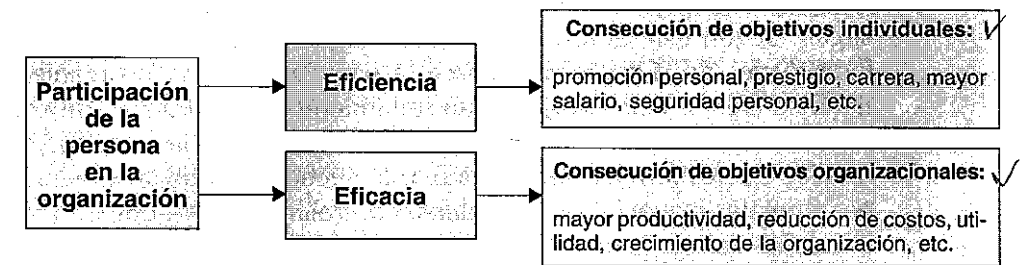 Participación
de la
persona
en la
organización
Eficiencia
Consecución de objetivos individuales:
promoción personal, prestigio, carrera, mayor
salario, seguridad personal, etc.
Eficacia
Consecución de objetivos organizacionales:
mayor productividad, reducción de costos, uti-
lidad, crecimiento de la organización, etc.